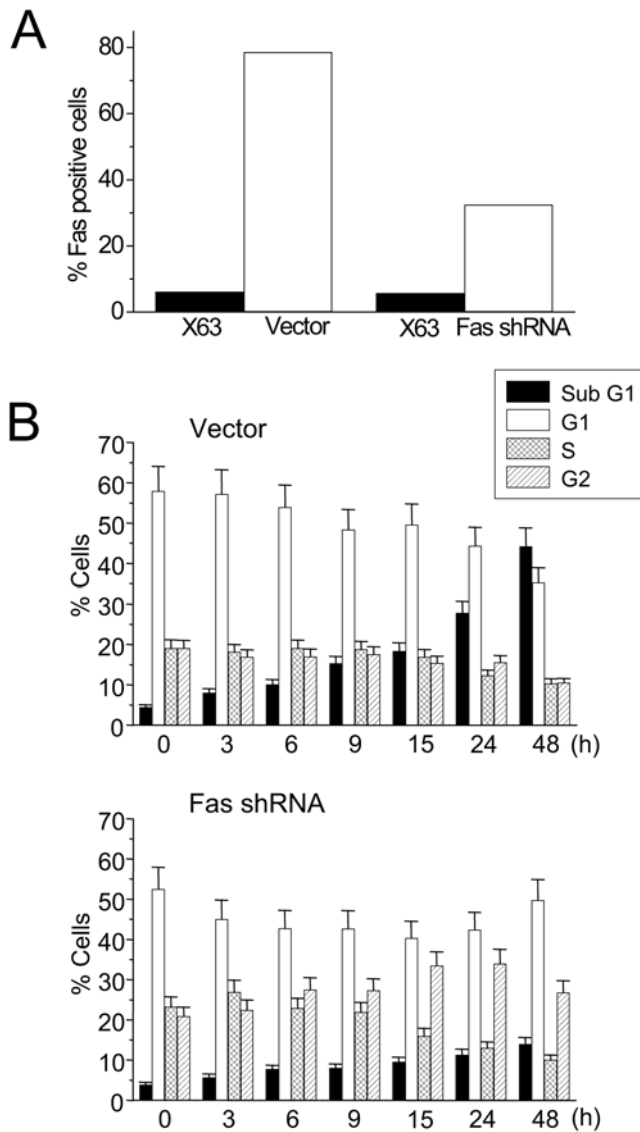 A
% Fas positive cells
80
60
40
20
0
X63 Vector X63 Fas shRNA
Sub G1
G1
S
G2
B
Vector
% Cells
70
60
50
40
30
20
10
0
0 3 6 9 15 24 48 (h)
Fas shRNA
% Cells
70
60
50
40
30
20
10
0
0 3 6 9 15 24 48 (h)